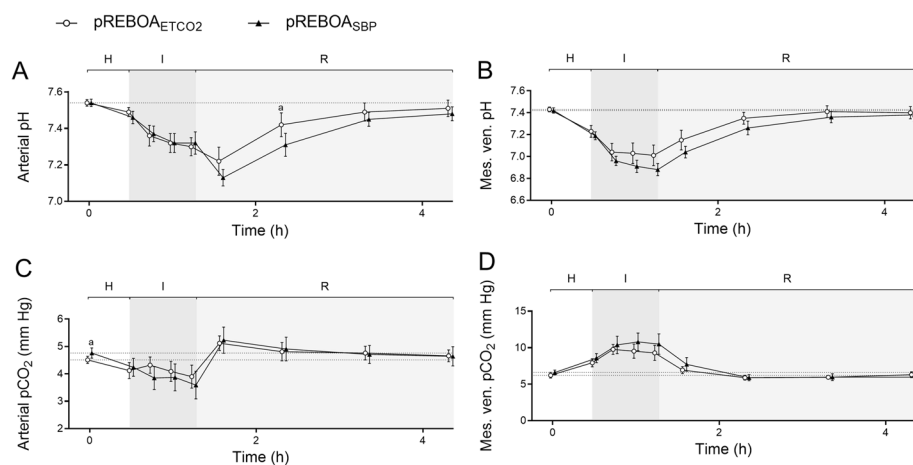 pREBOA_ETCO2 pREBOA_SBP
A
H I R
Arterial pH
7.6
7.4
7.2
7.0
a
0 2 4
Time (h)
B
H I R
Mes. ven. pH
7.6
7.4
7.2
7.0
6.8
6.6
0 2 4
Time (h)
C
H I R
Arterial pCO2 (mm Hg)
6
5
4
3
2
a
0 2 4
Time (h)
D
H I R
Mes. ven. pCO2 (mm Hg)
15
10
5
0
0 2 4
Time (h)